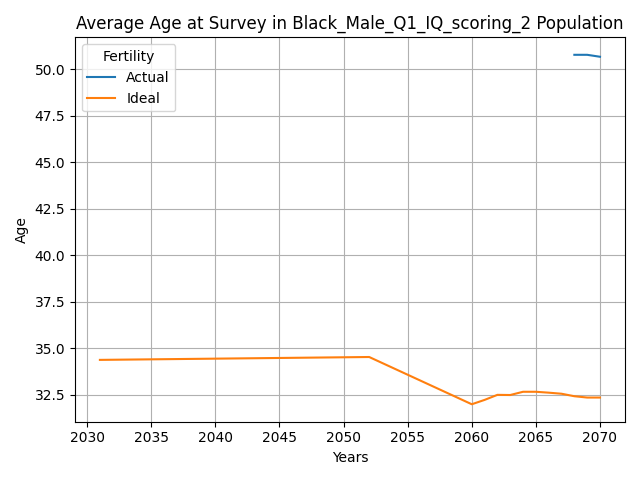 Average Age at Survey in Black_Male_Q1_IQ_scoring_2 Population
Fertility
Actual
Ideal
50.0
47.5
45.0
42.5
40.0
37.5
35.0
32.5
Age
2030 2035 2040 2045 2050 2055 2060 2065 2070
Years